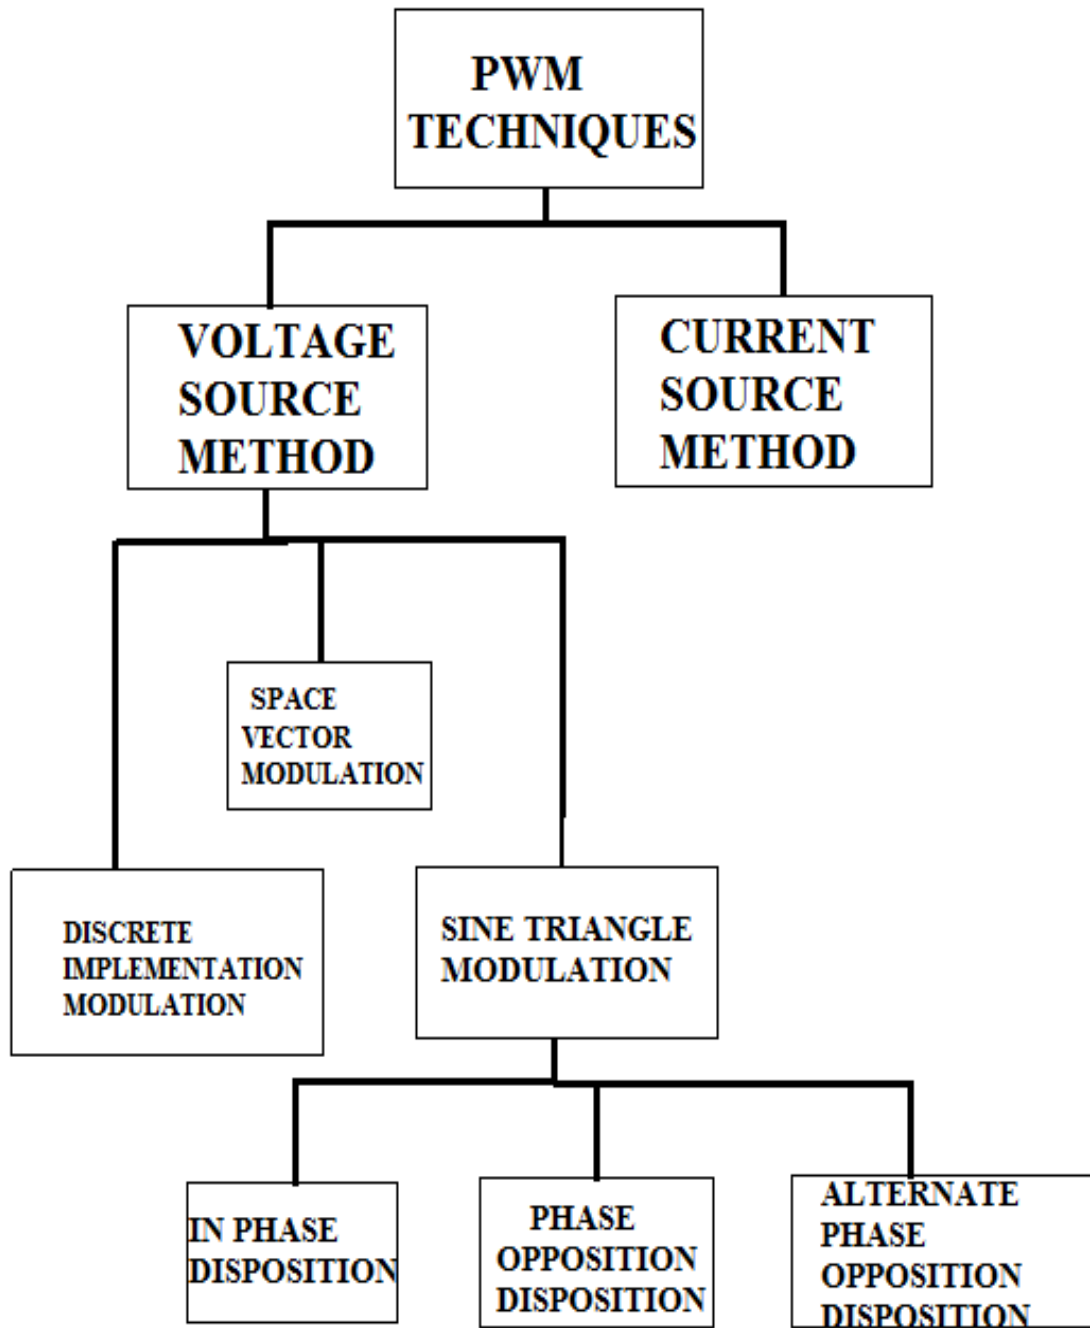 PWM
TECHNIQUES
VOLTAGE
SOURCE
METHOD
CURRENT
SOURCE
METHOD
SPACE
VECTOR
MODULATION
DISCRETE
IMPLEMENTATION
MODULATION
SINE TRIANGLE
MODULATION
IN PHASE
DISPOSITION
PHASE
OPPOSITION
DISPOSITION
ALTERNATE
PHASE
OPPOSITION
DISPOSITION